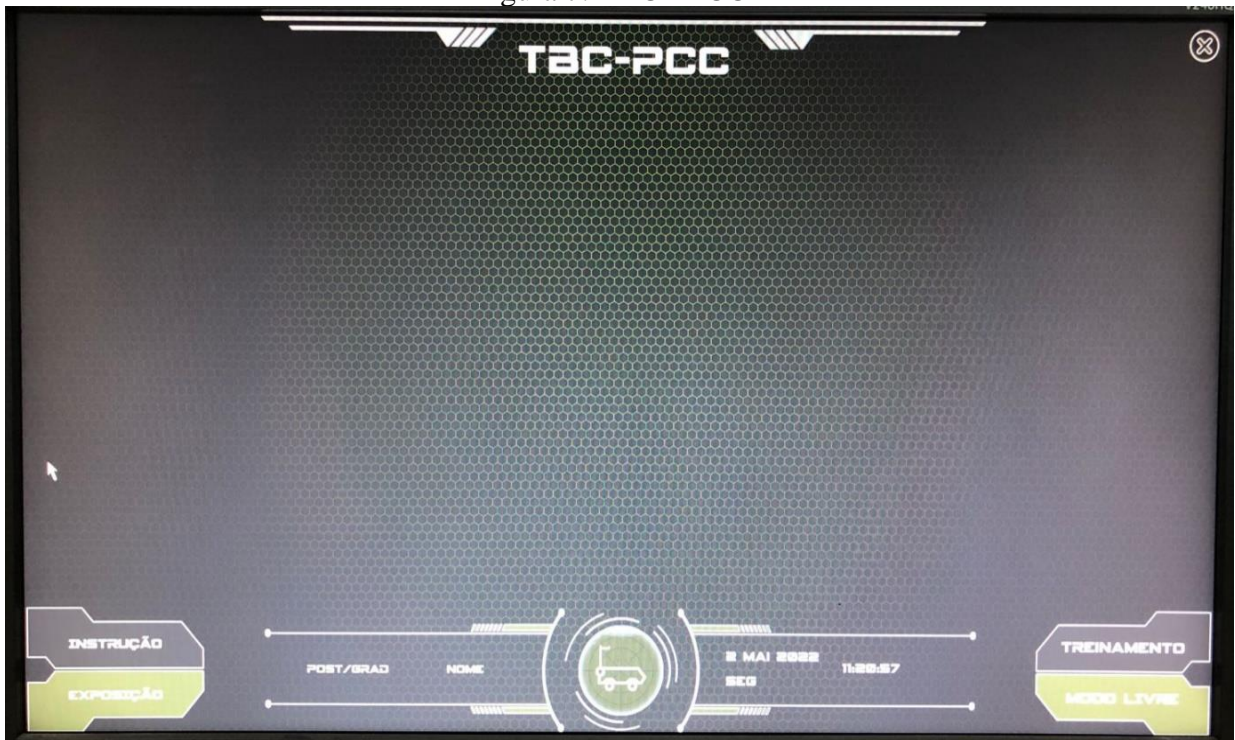 TBC-PCC
INSTRUÇÃO
EXPOSIÇÃO
POST/GRAD NOME
2 MAI 2022
SEG
11:20:57
TREINAMENTO
MODO LIVRE